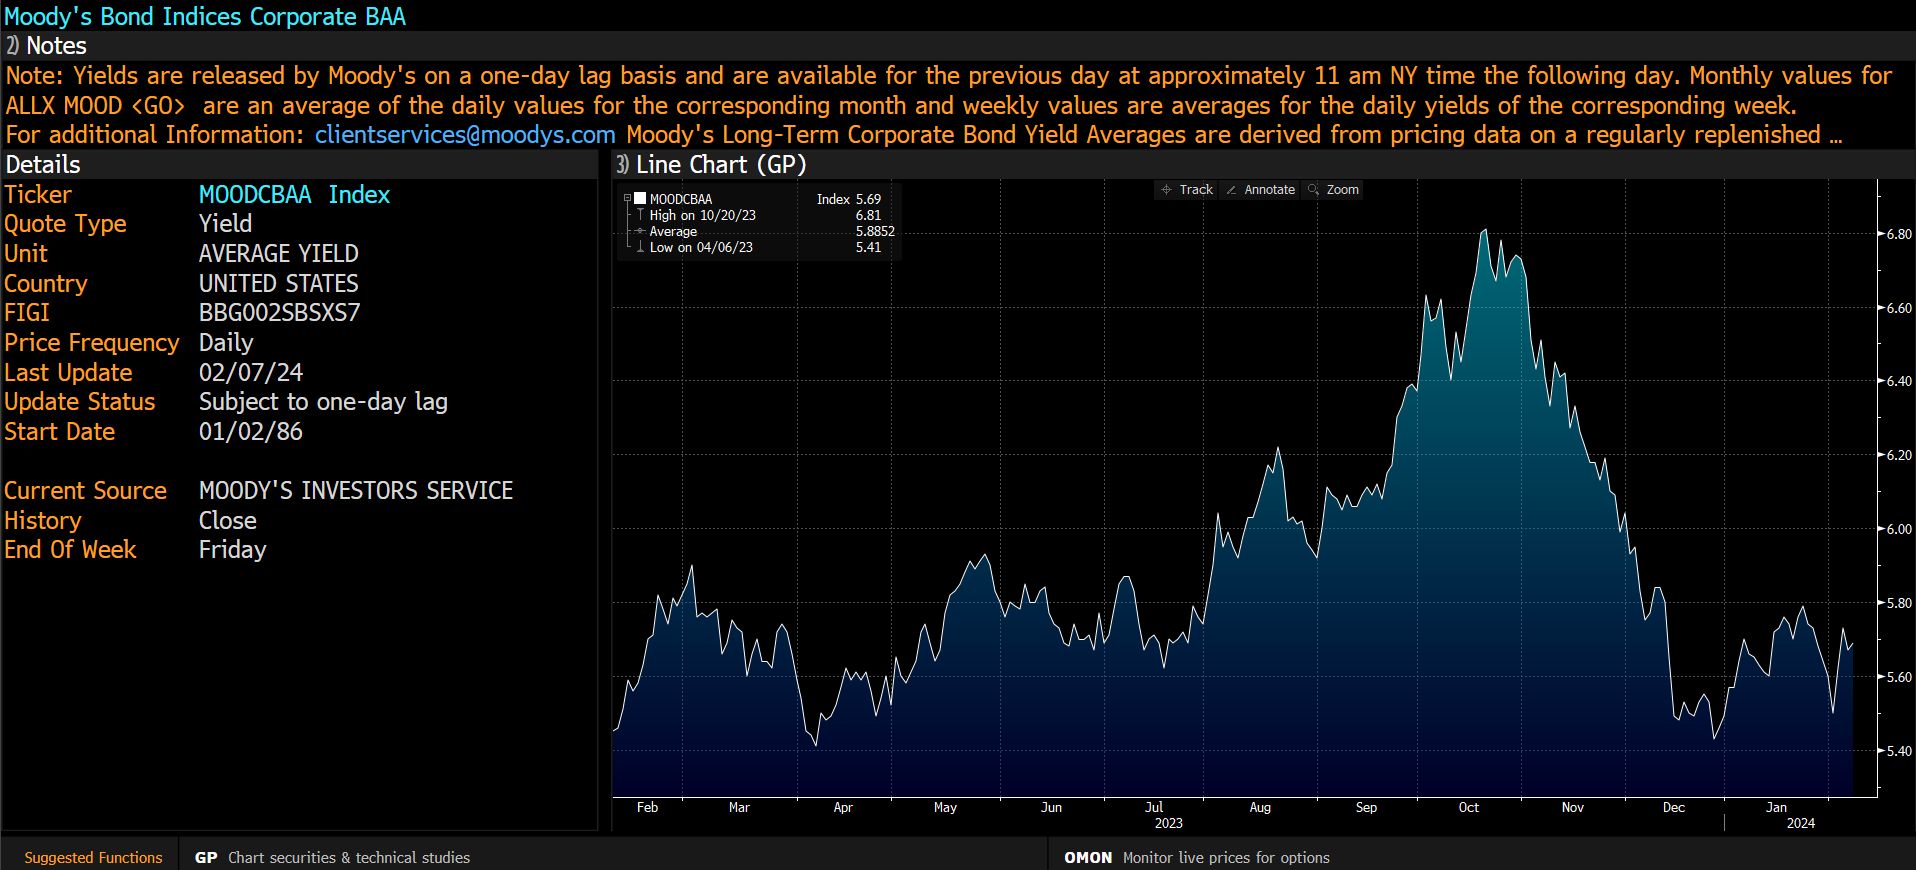 Moody's Bond Indices Corporate BAA
2) Notes
Note: Yields are released by Moody's on a one-day lag basis and are available for the previous day at approximately 11 am NY time the following day. Monthly values for
ALLX MOOD <GO> are an average of the daily values for the corresponding month and weekly values are averages for the daily yields of the corresponding week.
For additional Information: clientservices@moodys.com Moody's Long-Term Corporate Bond Yield Averages are derived from pricing data on a regularly replenished …
Details
Ticker MOODCBAA Index
Quote Type Yield
Unit AVERAGE YIELD
Country UNITED STATES
FIGI BBG002SBSXS7
Price Frequency Daily
Last Update 02/07/24
Update Status Subject to one-day lag
Start Date 01/02/86
Current Source MOODY'S INVESTORS SERVICE
History Close
End Of Week Friday
3) Line Chart (GP)
Track Annotate Zoom
MOODCBAA Index 5.69
High on 10/20/23 6.81
Average 5.8852
Low on 04/06/23 5.41
6.80
6.60
6.40
6.20
6.00
5.80
5.60
5.40
Feb Mar Apr May Jun Jul Aug Sep Oct Nov Dec Jan
2023 2024
Suggested Functions GP Chart securities & technical studies OMON Monitor live prices for options